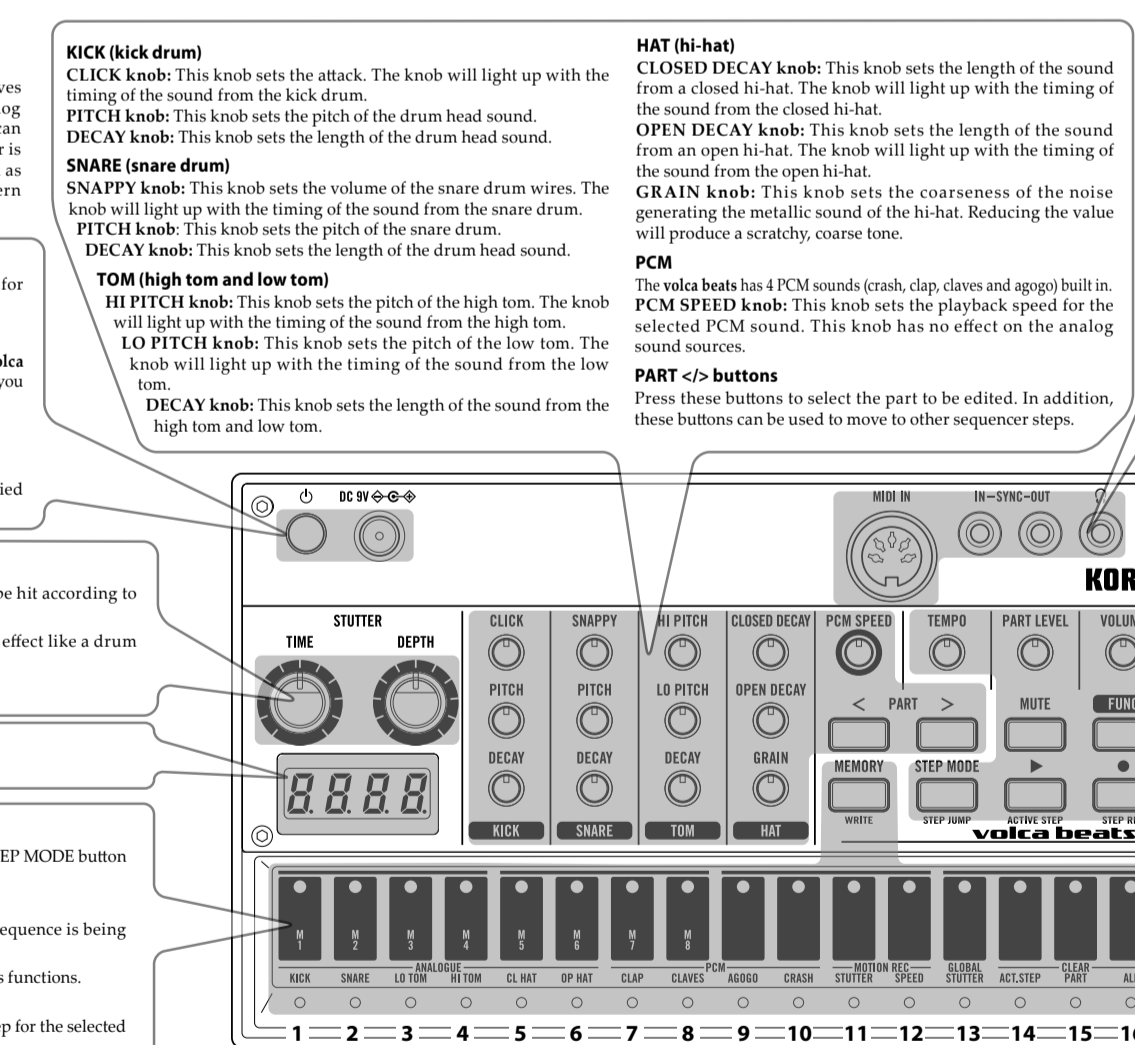 ves
og
can
r is
as
ern
for
olca
you
ied
be hit according to
effect like a drum
EP MODE button
equence is being
s functions.
ep for the selected
KICK (kick drum)
CLICK knob: This knob sets the attack. The knob will light up with the
timing of the sound from the kick drum.
PITCH knob: This knob sets the pitch of the drum head sound.
DECAY knob: This knob sets the length of the drum head sound.
SNARE (snare drum)
SNAPPY knob: This knob sets the volume of the snare drum wires. The
knob will light up with the timing of the sound from the snare drum.
PITCH knob: This knob sets the pitch of the snare drum.
DECAY knob: This knob sets the length of the drum head sound.
TOM (high tom and low tom)
HI PITCH knob: This knob sets the pitch of the high tom. The knob
will light up with the timing of the sound from the high tom.
LO PITCH knob: This knob sets the pitch of the low tom. The
knob will light up with the timing of the sound from the low
tom.
DECAY knob: This knob sets the length of the sound from the
high tom and low tom.
HAT (hi-hat)
CLOSED DECAY knob: This knob sets the length of the sound
from a closed hi-hat. The knob will light up with the timing of
the sound from the closed hi-hat.
OPEN DECAY knob: This knob sets the length of the sound
from an open hi-hat. The knob will light up with the timing of
the sound from the open hi-hat.
GRAIN knob: This knob sets the coarseness of the noise
generating the metallic sound of the hi-hat. Reducing the value
will produce a scratchy, coarse tone.
PCM
The volca beats has 4 PCM sounds (crash, clap, claves and agogo) built in.
PCM SPEED knob: This knob sets the playback speed for the
selected PCM sound. This knob has no effect on the analog
sound sources.
PART </> buttons
Press these buttons to select the part to be edited. In addition,
these buttons can be used to move to other sequencer steps.
DC 9V MIDI IN IN-SYNC-OUT
KOR
STUTTER
TIME DEPTH
CLICK SNAPPY HI PITCH CLOSED DECAY PCM SPEED TEMPO PART LEVEL VOLUM
PITCH PITCH LO PITCH OPEN DECAY < PART > MUTE FUNC
DECAY DECAY DECAY GRAIN MEMORY STEP MODE
8.8.8.8.
WRITE STEP JUMP ACTIVE STEP STEP RE
KICK SNARE TOM HAT
volca beats
M 1 M 2 M 3 M 4 M 5 M 6 M 7 M 8
ANALOGUE PCM MOTION REC GLOBAL CLEAR
KICK SNARE LO TOM HI TOM CL HAT OP HAT CLAP CLAVES AGOGO CRASH STUTTER SPEED STUTTER ACT.STEP PART AL
1 2 3 4 5 6 7 8 9 10 11 12 13 14 15 16